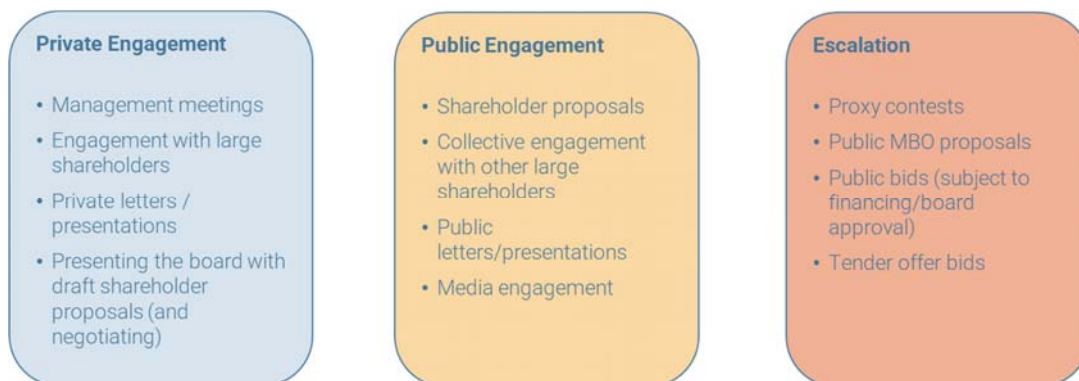 Private Engagement
• Management meetings
• Engagement with large
shareholders
• Private letters /
presentations
• Presenting the board with
draft shareholder
proposals (and
negotiating)
Public Engagement
• Shareholder proposals
• Collective engagement
with other large
shareholders
• Public
letters/presentations
• Media engagement
Escalation
• Proxy contests
• Public MBO proposals
• Public bids (subject to
financing/board
approval)
• Tender offer bids